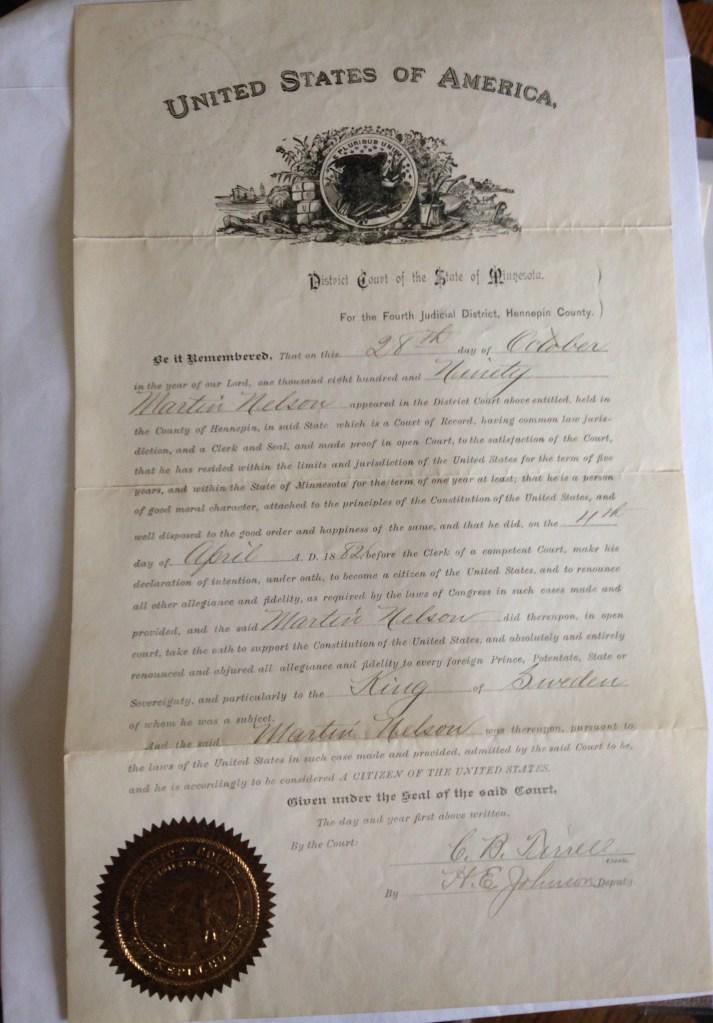 UNITED STATES OF AMERICA,
E PLURIBUS UNUM
District Court of the State of Minnesota.
For the Fourth Judicial District, Hennepin County.
Be it Remembered, That on this 28th day of October
in the year of our Lord, one thousand eight hundred and Ninety
Martin Nelson appeared in the District Court above entitled, held in
the County of Hennepin, in said State which is a Court of Record, having common law juris-
diction, and a Clerk and Seal, and made proof in open Court, to the satisfaction of the Court,
that he has resided within the limits and jurisdiction of the United States for the term of five
years, and within the State of Minnesota for the term of one year at least; that he is a person
of good moral character, attached to the principles of the Constitution of the United States, and
well disposed to the good order and happiness of the same, and that he did, on the 4th
day of April A. D. 1882, before the Clerk of a competent Court, make his
declaration of intention, under oath, to become a citizen of the United States, and to renounce
all other allegiance and fidelity, as required by the laws of Congress in such cases made and
provided, and the said Martin Nelson did thereupon, in open
court, take the oath to support the Constitution of the United States, and absolutely and entirely
renounced and abjured all allegiance and fidelity to every foreign Prince, Potentate, State or
Sovereignty, and particularly to the King of Sweden
of whom he was a subject.
And the said Martin Nelson was thereupon, pursuant to
the laws of the United States in such case made and provided, admitted by the said Court to be,
and he is accordingly to be considered A CITIZEN OF THE UNITED STATES.
Given under the Seal of the said Court,
The day and year first above written.
By the Court:
C. B. Tirrell
Clerk.
By H. E. Johnson Deputy
DISTRICT COURT